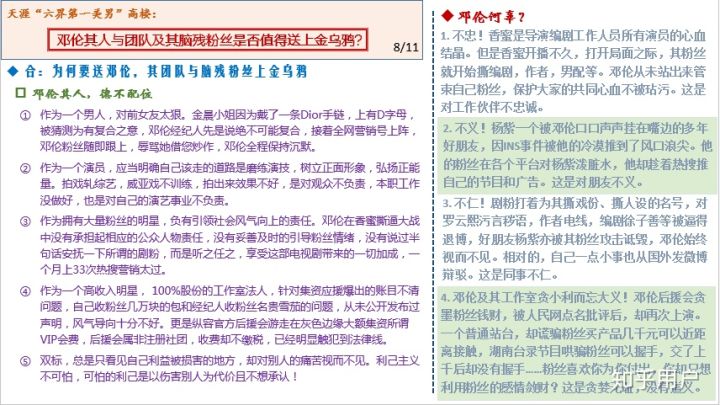 天涯“六界第一美男”高楼:
邓伦其人与团队及其脑残粉丝是否值得送上金乌鸦?
8/11
◆ 合: 为何要送邓伦,其团队与脑残粉丝上金乌鸦
□ 邓伦其人,德不配位
① 作为一个男人,对前女友太狠。金晨小姐因为戴了一条Dior手链,上有D字母,
被猜测为有复合之意,邓伦经纪人先是说绝不可能复合,接着全网营销号上阵,
邓伦粉丝随即跟上,辱骂她借您炒作,邓伦全程保持沉默。
② 作为一个演员,应当明确自己该走的道路是磨练演技,树立正面形象,弘扬正能
量。拍戏轧综艺,威亚戏不训练,拍出来效果不好,是对观众不负责,本职工作
没做好,也是对自己的演艺事业不负责。
③ 作为拥有大量粉丝的明星,负有引领社会风气向上的责任。邓伦在香蜜撕逼大战
中没有承担起相应的公众人物责任,没有妥善及时的引导粉丝情绪,没有说过半
句话安抚一下所谓的剧粉,而是听之任之,享受这部电视剧带来的一切加成,一
个月上33次热搜营销太过。
④ 作为一个高收入明星, 100%股份的工作室法人,针对集资应援爆出的账目不清
问题,自己收粉丝几万块的包和经纪人收粉丝名贵雪茄的问题,从未公开发布过
声明,风气导向十分不好。更是纵容官方后援会游走在灰色边缘大额集资所谓
VIP会费,后援会属非注册社团,收费却不缴税,已经明显触犯到法律线。
⑤ 双标,总是只看见自己利益被损害的地方,却对别人的痛苦视而不见。利己主义
不可怕,可怕的利己是以伤害别人为代价且不想承认!
◆ 邓伦何辜?
1. 不忠!香蜜是导演编剧工作人员所有演员的心血
结晶。但是香蜜开播不久,打开局面之际,其粉丝
就开始撕编剧,作者,男配等。邓伦从未站出来管
束自己粉丝,保护大家的共同心血不被玷污。这是
对工作伙伴不忠诚。
2. 不义!杨紫一个被邓伦口口声声挂在嘴边的多年
好朋友,因INS事件被他的冷漠推到了风口浪尖。他
的粉丝在各个平台对杨紫泼脏水,他却趁着热搜推
自己的节目和广告。这是对朋友不义。
3. 不仁!剧粉打着为其撕戏份、撕人设的名号,对
罗云熙污言秽语,作者电线,编剧徐子善等被逼得
退博,好朋友杨紫亦被其粉丝攻击诋毁,邓伦始终
视而不见。相对的,自己一点小事也从国外发微博
辩驳。这是同事不仁。
4. 邓伦及其工作室贪小利而忘大义!邓伦后援会贪
墨粉丝钱财,被人民网点名批评后,却再次上演。
一个普通站台,却谎骗粉丝买产品几千元可以近距
离接触,湖南台录节目哄骗粉丝可以握手,交了上
千后却没有握手……粉丝喜欢你为你付出,你却只想
利用粉丝的感情敛财?这是贪婪无耻,没有道义。
知乎用户